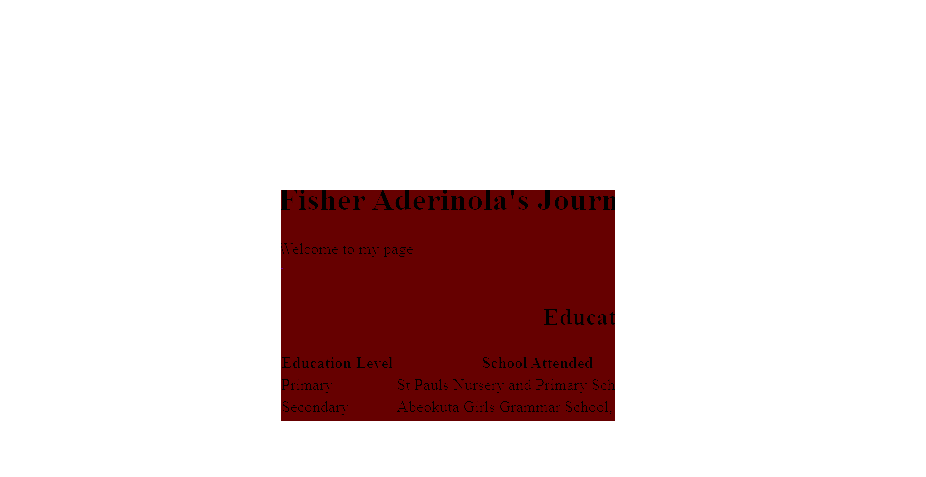 Fisher Aderinola's Journ
Welcome to my page
Educat
Education Level School Attended
Primary St Pauls Nursery and Primary Sch
Secondary Abeokuta Girls Grammar School